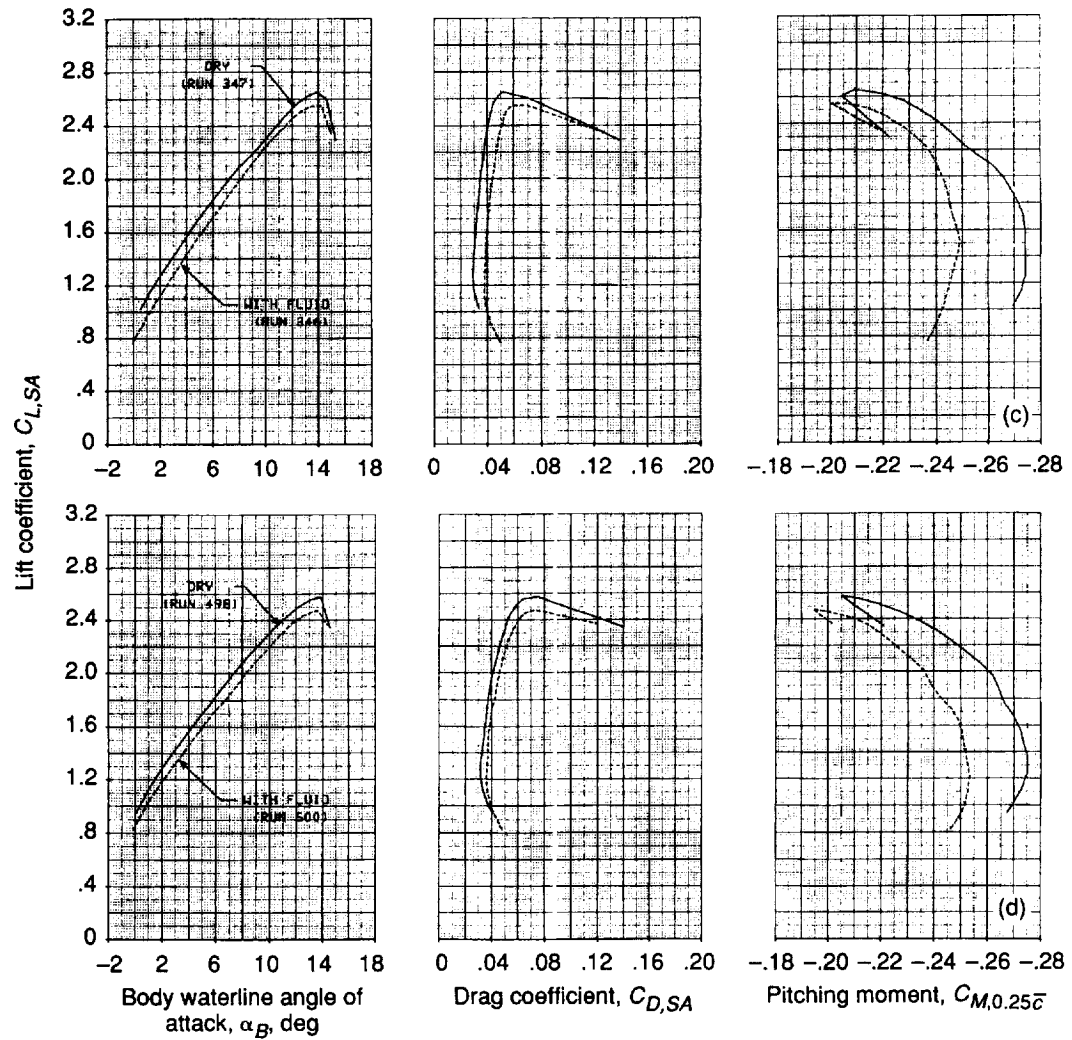 Lift coefficient, C_L,SA
3.2
2.8
2.4
2.0
1.6
1.2
.8
.4
0
DRY
(RUN 347)
WITH FLUID
(RUN 346)
−2 2 6 10 14 18
0 .04 .08 .12 .16 .20
(c)
−.18 −.20 −.22 −.24 −.26 −.28
3.2
2.8
2.4
2.0
1.6
1.2
.8
.4
0
DRY
(RUN 498)
WITH FLUID
(RUN 500)
−2 2 6 10 14 18
0 .04 .08 .12 .16 .20
(d)
−.18 −.20 −.22 −.24 −.26 −.28
Body waterline angle of
attack, α_B, deg
Drag coefficient, C_D,SA
Pitching moment, C_M,0.25c̅